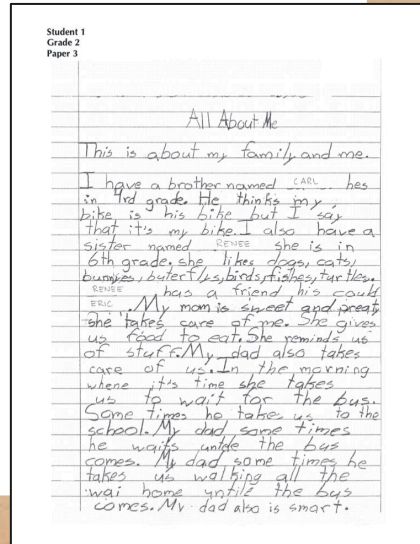 Student 1
Grade 2
Paper 3
All About Me
This is about my family and me.
I have a brother named CARL hes
in 4rd grade. He thinks my
bike is his bike but I say
that it's my bike. I also have a
sister named RENEE she is in
6th grade. she likes dogs, cats,
bunnyes, buterflys, birds, fishes, turtles.
RENEE has a friend his could
ERIC. My mom is sweet and preaty
she takes care of me. She gives
us food to eat. She reminds us
of stuff. My dad also takes
care of us. In the morning
whene it's time she takes
us to wait for the bus.
Some times he takes us to the
school. My dad some times
he waits untile the bus
comes. My dad some times he
takes us walking all the
wai home untile the bus
comes. My dad also is smart.